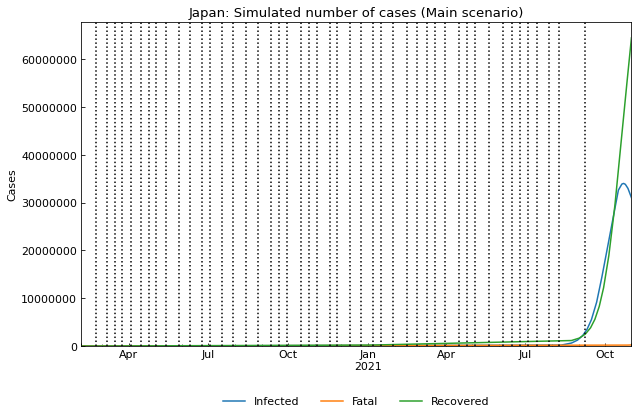 Japan: Simulated number of cases (Main scenario)
Cases
60000000
50000000
40000000
30000000
20000000
10000000
0
Apr Jul Oct Jan Apr Jul Oct
2021
Infected Fatal Recovered